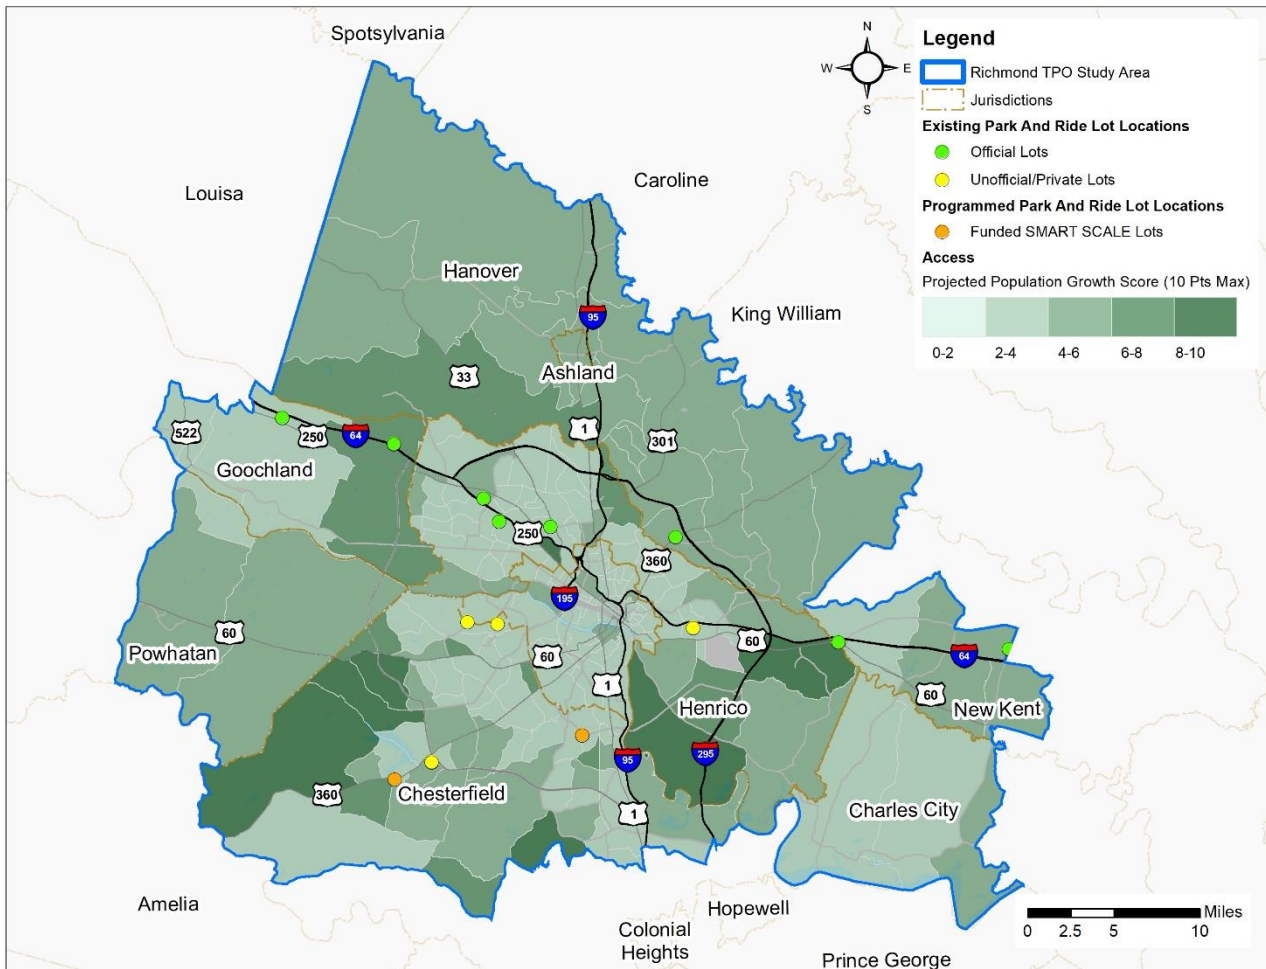 Spotsylvania
N
W
E
S
Legend
Richmond TPO Study Area
Jurisdictions
Existing Park And Ride Lot Locations
Official Lots
Unofficial/Private Lots
Programmed Park And Ride Lot Locations
Funded SMART SCALE Lots
Access
Projected Population Growth Score (10 Pts Max)
0-2
2-4
4-6
6-8
8-10
Louisa
Caroline
Hanover
King William
95
33
Ashland
1
301
522
250
64
Goochland
250
360
195
60
60
60
Powhatan
64
60
1
Henrico
New Kent
95
295
360
Chesterfield
1
Charles City
Amelia
Hopewell
Colonial
Heights
Prince George
Miles
0
2.5
5
10